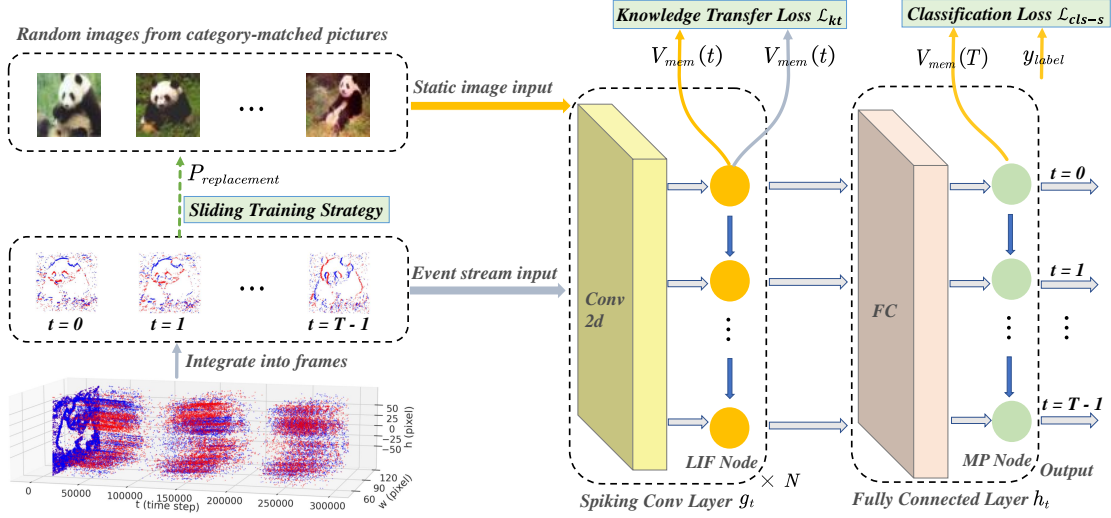 Knowledge Transfer Loss ℒkt
Classification Loss ℒcls−s
Random images from category-matched pictures
Vmem(t)
Vmem(t)
Vmem(T)
ylabel
...
Static image input
Preplacement
Sliding Training Strategy
t = 0
...
Event stream input
t = 1
Conv
2d
FC
t = 0
t = 1
t = T - 1
Integrate into frames
t = T - 1
50
25
0
−25
−50
h (pixel)
120
90
60
w (pixel)
0
50000
100000
150000
200000
250000
300000
t (time step)
LIF Node
MP Node
Output
× N
Spiking Conv Layer gt
Fully Connected Layer ht